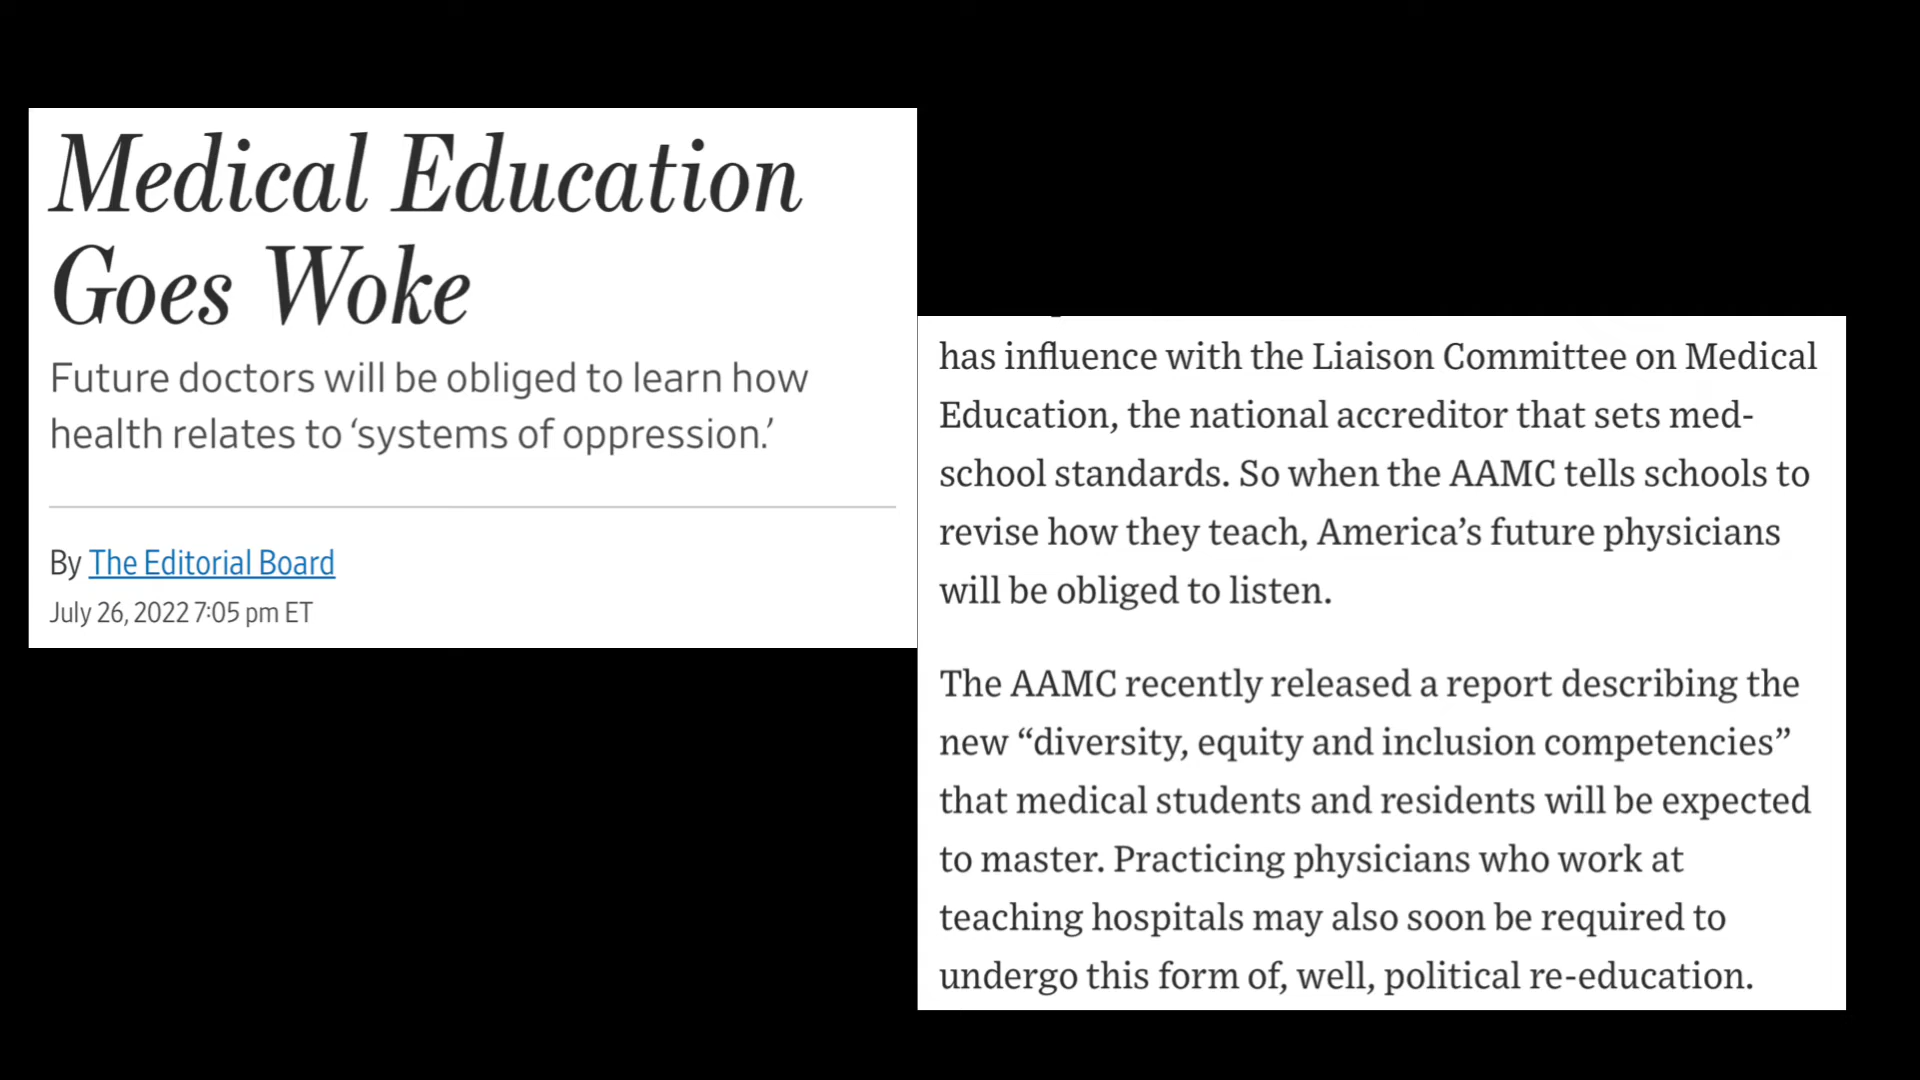 Medical Education
Goes Woke
Future doctors will be obliged to learn how
health relates to ‘systems of oppression.’
By The Editorial Board
July 26, 2022 7:05 pm ET
has influence with the Liaison Committee on Medical
Education, the national accreditor that sets med-
school standards. So when the AAMC tells schools to
revise how they teach, America’s future physicians
will be obliged to listen.
The AAMC recently released a report describing the
new “diversity, equity and inclusion competencies”
that medical students and residents will be expected
to master. Practicing physicians who work at
teaching hospitals may also soon be required to
undergo this form of, well, political re-education.